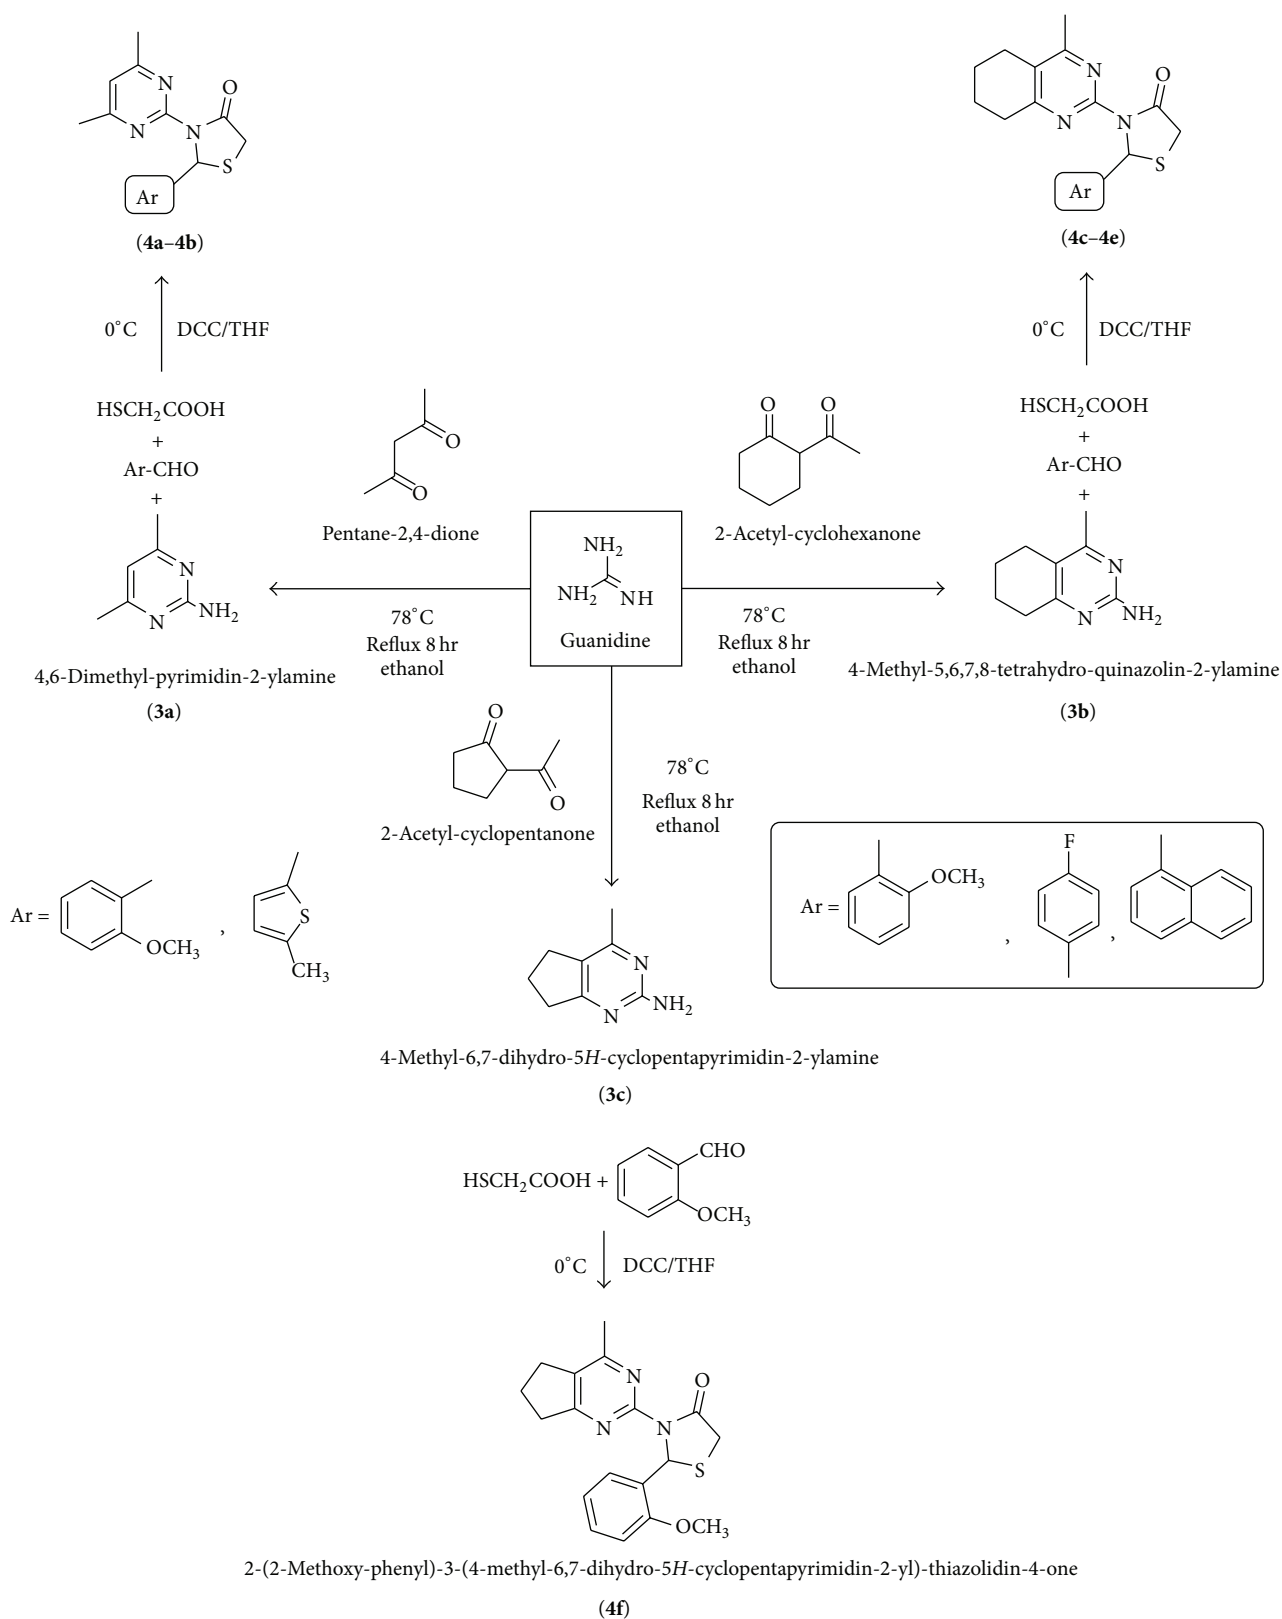 N
N
N
O
S
Ar
(4a–4b)
0°C
DCC/THF
HSCH₂COOH
+
Ar-CHO
+
N
N
NH₂
4,6-Dimethyl-pyrimidin-2-ylamine
(3a)
O
O
Pentane-2,4-dione
78°C
Reflux 8 hr
ethanol
NH₂
NH₂
NH
Guanidine
O
O
2-Acetyl-cyclohexanone
78°C
Reflux 8 hr
ethanol
N
N
N
O
S
Ar
(4c–4e)
0°C
DCC/THF
HSCH₂COOH
+
Ar-CHO
+
N
N
NH₂
4-Methyl-5,6,7,8-tetrahydro-quinazolin-2-ylamine
(3b)
O
O
2-Acetyl-cyclopentanone
78°C
Reflux 8 hr
ethanol
Ar =
OCH₃
,
S
CH₃
Ar =
OCH₃
,
F
,
N
N
NH₂
4-Methyl-6,7-dihydro-5H-cyclopentapyrimidin-2-ylamine
(3c)
HSCH₂COOH +
CHO
OCH₃
0°C
DCC/THF
N
N
N
O
S
OCH₃
2-(2-Methoxy-phenyl)-3-(4-methyl-6,7-dihydro-5H-cyclopentapyrimidin-2-yl)-thiazolidin-4-one
(4f)